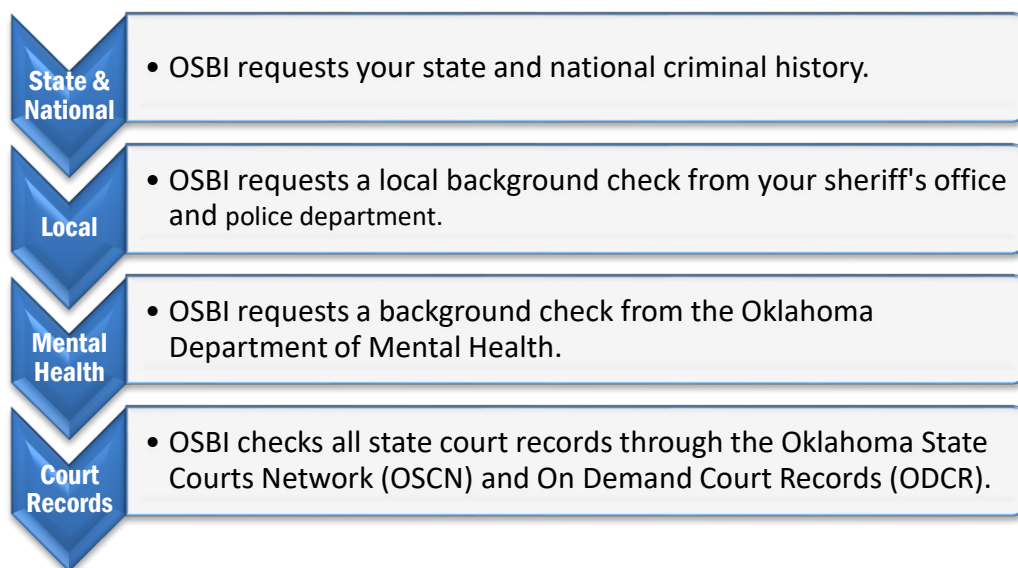 State &
National
• OSBI requests your state and national criminal history.
Local
• OSBI requests a local background check from your sheriff's office
and police department.
Mental
Health
• OSBI requests a background check from the Oklahoma
Department of Mental Health.
Court
Records
• OSBI checks all state court records through the Oklahoma State
Courts Network (OSCN) and On Demand Court Records (ODCR).